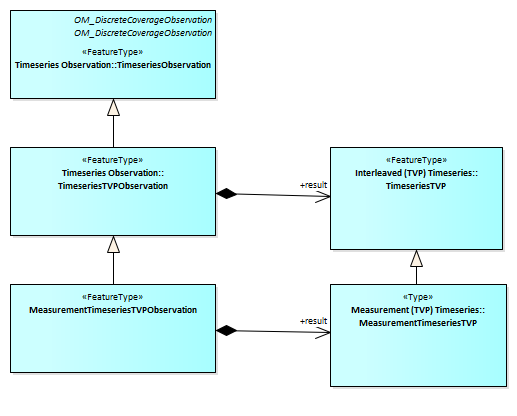 OM_DiscreteCoverageObservation
OM_DiscreteCoverageObservation
«FeatureType»
Timeseries Observation::TimeseriesObservation
«FeatureType»
Timeseries Observation::
TimeseriesTVPObservation
+result
«FeatureType»
Interleaved (TVP) Timeseries::
TimeseriesTVP
«FeatureType»
MeasurementTimeseriesTVPObservation
+result
«Type»
Measurement (TVP) Timeseries::
MeasurementTimeseriesTVP